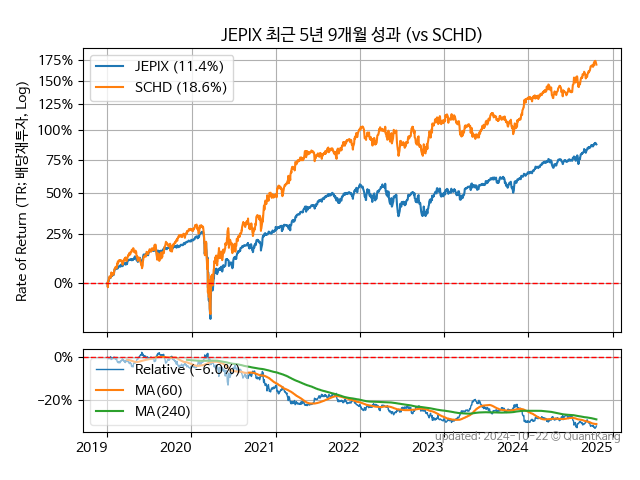 JEPIX 최근 5년 9개월 성과 (vs SCHD)
Rate of Return (TR: 배당재투자, Log)
175%
150%
125%
100%
75%
50%
25%
0%
JEPIX (11.4%)
SCHD (18.6%)
0%
−20%
Relative (−6.0%)
MA(60)
MA(240)
2019 2020 2021 2022 2023 2024 2025
updated: 2024-10-22 © QuantKang